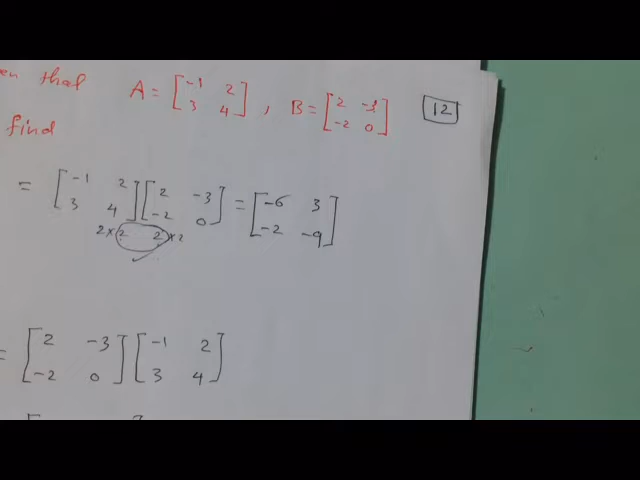 en that A = [-1 2; 3 4], B = [2 -3; -2 0] 12
find
= [-1 2; 3 4] [2 -3; -2 0] = [-6 3; -2 -9]
2×2 2×2
= [2 -3; -2 0] [-1 2; 3 4]